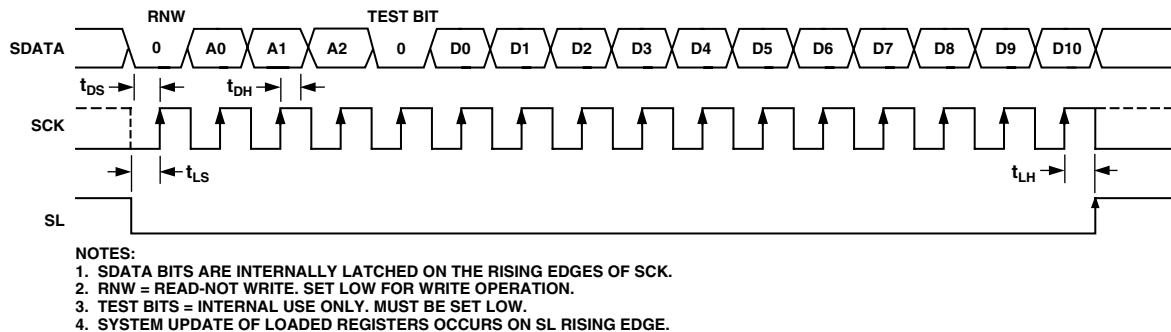 RNW TEST BIT
SDATA 0 A0 A1 A2 0 D0 D1 D2 D3 D4 D5 D6 D7 D8 D9 D10
tDS tDH
SCK
tLS tLH
SL
NOTES:
1. SDATA BITS ARE INTERNALLY LATCHED ON THE RISING EDGES OF SCK.
2. RNW = READ-NOT WRITE. SET LOW FOR WRITE OPERATION.
3. TEST BITS = INTERNAL USE ONLY. MUST BE SET LOW.
4. SYSTEM UPDATE OF LOADED REGISTERS OCCURS ON SL RISING EDGE.